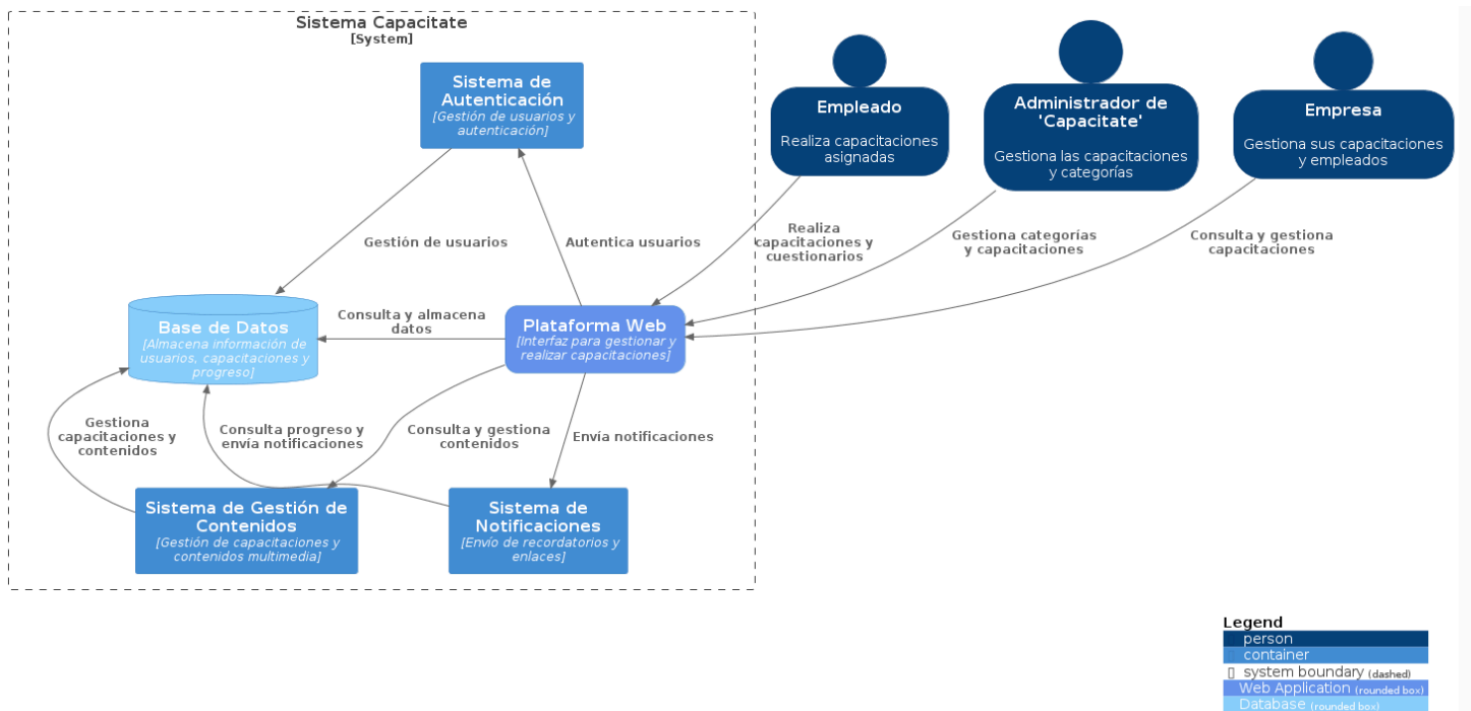 Sistema Capacitate
[System]
Sistema de
Autenticación
[Gestión de usuarios y
autenticación]
Empleado
Realiza capacitaciones
asignadas
Administrador de
'Capacitate'
Gestiona las capacitaciones
y categorías
Empresa
Gestiona sus capacitaciones
y empleados
Gestión de usuarios
Autentica usuarios
Realiza
capacitaciones y
cuestionarios
Gestiona categorías
y capacitaciones
Consulta y gestiona
capacitaciones
Base de Datos
[Almacena información de
usuarios, capacitaciones y
progreso]
Consulta y almacena
datos
Plataforma Web
[Interfaz para gestionar y
realizar capacitaciones]
Gestiona
capacitaciones y
contenidos
Consulta progreso y
envía notificaciones
Consulta y gestiona
contenidos
Envía notificaciones
Sistema de Gestión de
Contenidos
[Gestión de capacitaciones y
contenidos multimedia]
Sistema de
Notificaciones
[Envío de recordatorios y
enlaces]
Legend
person
container
system boundary (dashed)
Web Application (rounded box)
Database (rounded box)